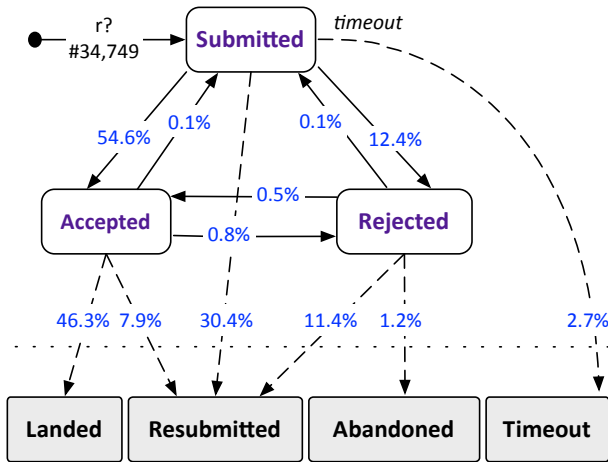 r?
#34,749
Submitted
timeout
54.6%
0.1%
0.1%
12.4%
0.5%
Accepted
Rejected
0.8%
46.3%
7.9%
30.4%
11.4%
1.2%
2.7%
Landed
Resubmitted
Abandoned
Timeout